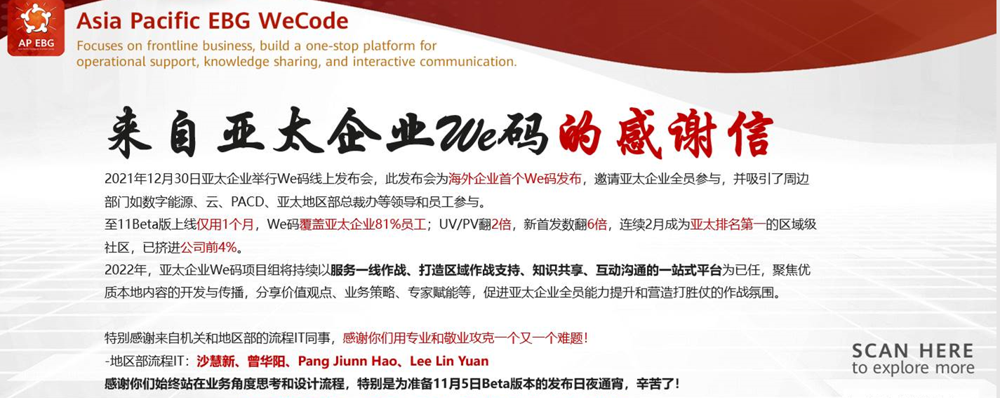 AP EBG
Asia Pacific EBG WeCode
Focuses on frontline business, build a one-stop platform for
operational support, knowledge sharing, and interactive communication.
来自亚太企业We码的感谢信
2021年12月30日亚太企业举行We码线上发布会，此发布会为海外企业首个We码发布，邀请亚太企业全员参与，并吸引了周边
部门如数字能源、云、PACD、亚太地区部总裁办等领导和员工参与。
至11Beta版上线仅用1个月，We码覆盖亚太企业81%员工；UV/PV翻2倍，新首发数翻6倍，连续2月成为亚太排名第一的区域级
社区，已挤进公司前4%。
2022年，亚太企业We码项目组将持续以服务一线作战、打造区域作战支持、知识共享、互动沟通的一站式平台为已任，聚焦优
质本地内容的开发与传播，分享价值观点、业务策略、专家赋能等，促进亚太企业全员能力提升和营造打胜仗的作战氛围。
特别感谢来自机关和地区部的流程IT同事，感谢你们用专业和敬业攻克一个又一个难题！
-地区部流程IT：沙慧新、曾华阳、Pang Jiunn Hao、Lee Lin Yuan
感谢你们始终站在业务角度思考和设计流程，特别是为准备11月5日Beta版本的发布日夜通宵，辛苦了！
SCAN HERE
to explore more